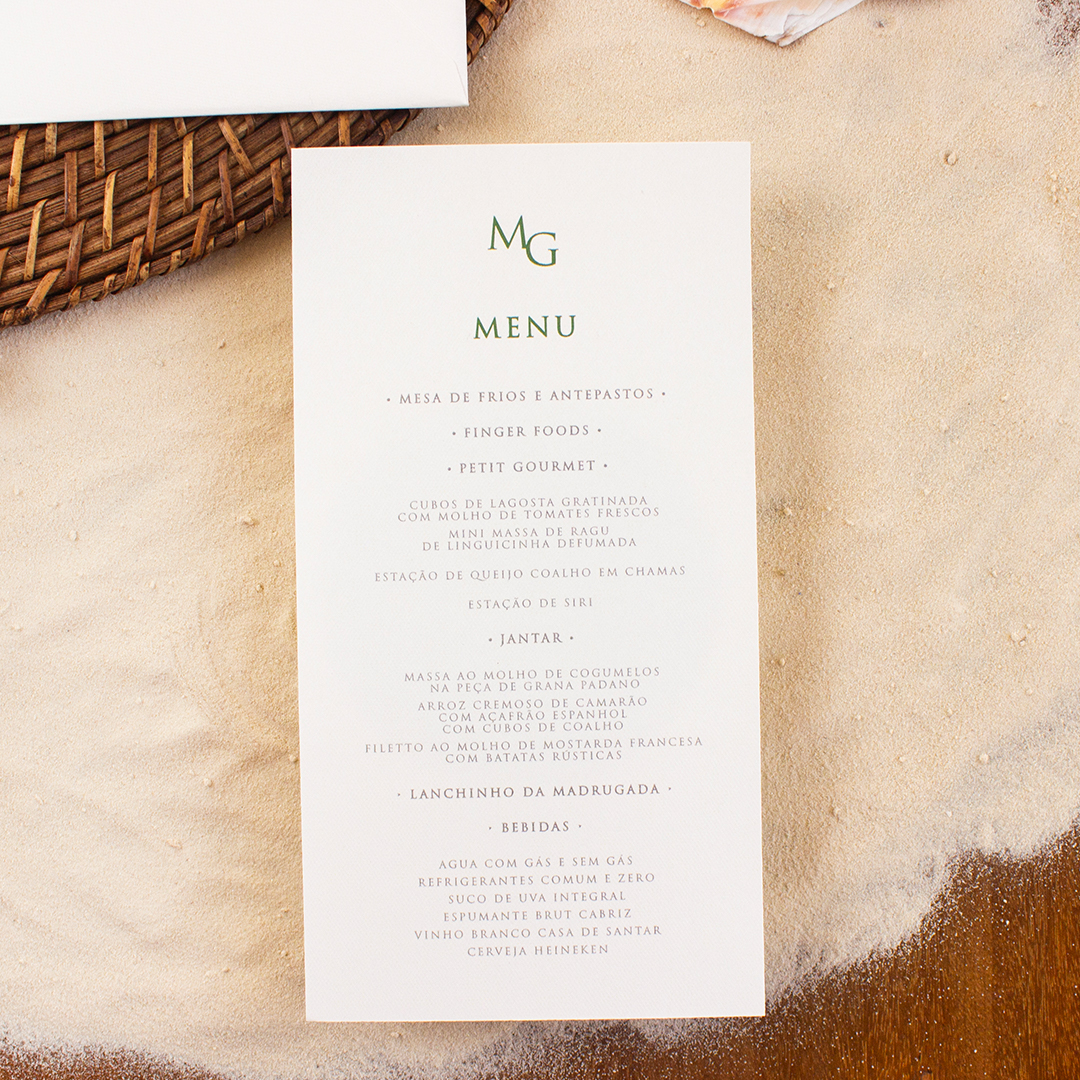 MG
MENU
• MESA DE FRIOS E ANTEPASTOS •
• FINGER FOODS •
• PETIT GOURMET •
CUBOS DE LAGOSTA GRATINADA
COM MOLHO DE TOMATES FRESCOS
MINI MASSA DE RAGU
DE LINGUICINHA DEFUMADA
ESTAÇÃO DE QUEIJO COALHO EM CHAMAS
ESTAÇÃO DE SIRI
• JANTAR •
MASSA AO MOLHO DE COGUMELOS
NA PEÇA DE GRANA PADANO
ARROZ CREMOSO DE CAMARÃO
COM AÇAFRÃO ESPANHOL
COM CUBOS DE COALHO
FILETTO AO MOLHO DE MOSTARDA FRANCESA
COM BATATAS RÚSTICAS
• LANCHINHO DA MADRUGADA •
• BEBIDAS •
AGUA COM GÁS E SEM GÁS
REFRIGERANTES COMUM E ZERO
SUCO DE UVA INTEGRAL
ESPUMANTE BRUT CABRIZ
VINHO BRANCO CASA DE SANTAR
CERVEJA HEINEKEN